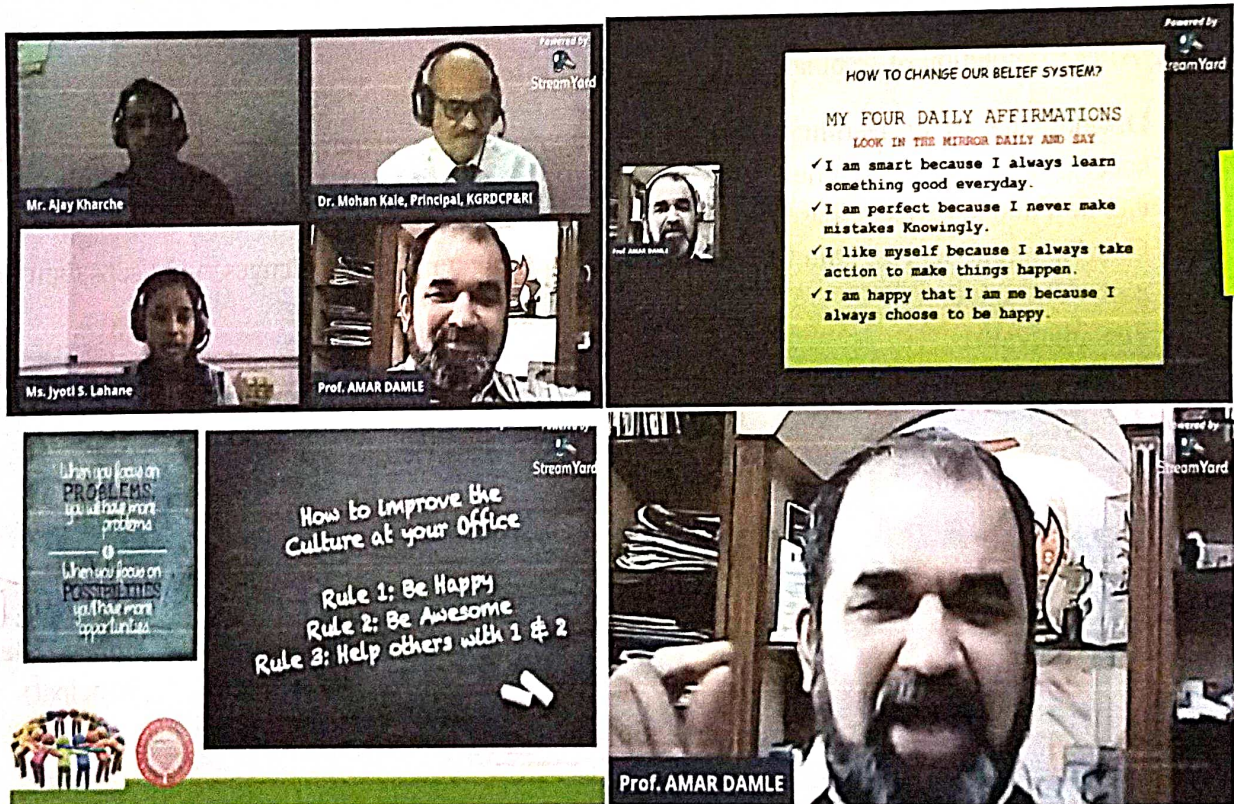 Powered by
StreamYard
Mr. Ajay Kharche
Dr. Mohan Kale, Principal, KGRDCP&RI
Ms. Jyoti S. Lahane
Prof. AMAR DAMLE
Powered by
StreamYard
HOW TO CHANGE OUR BELIEF SYSTEM?
MY FOUR DAILY AFFIRMATIONS
LOOK IN THE MIRROR DAILY AND SAY
✓I am smart because I always learn
something good everyday.
✓I am perfect because I never make
mistakes Knowingly.
✓I like myself because I always take
action to make things happen.
✓I am happy that I am me because I
always choose to be happy.
Prof. AMAR DAMLE
When you focus on
PROBLEMS,
you will have more
problems
When you focus on
POSSIBILITIES
you'll have more
opportunities
StreamYard
How to Improve the
Culture at your Office
Rule 1: Be Happy
Rule 2: Be Awesome
Rule 3: Help others with 1 & 2
Powered by
StreamYard
Prof. AMAR DAMLE